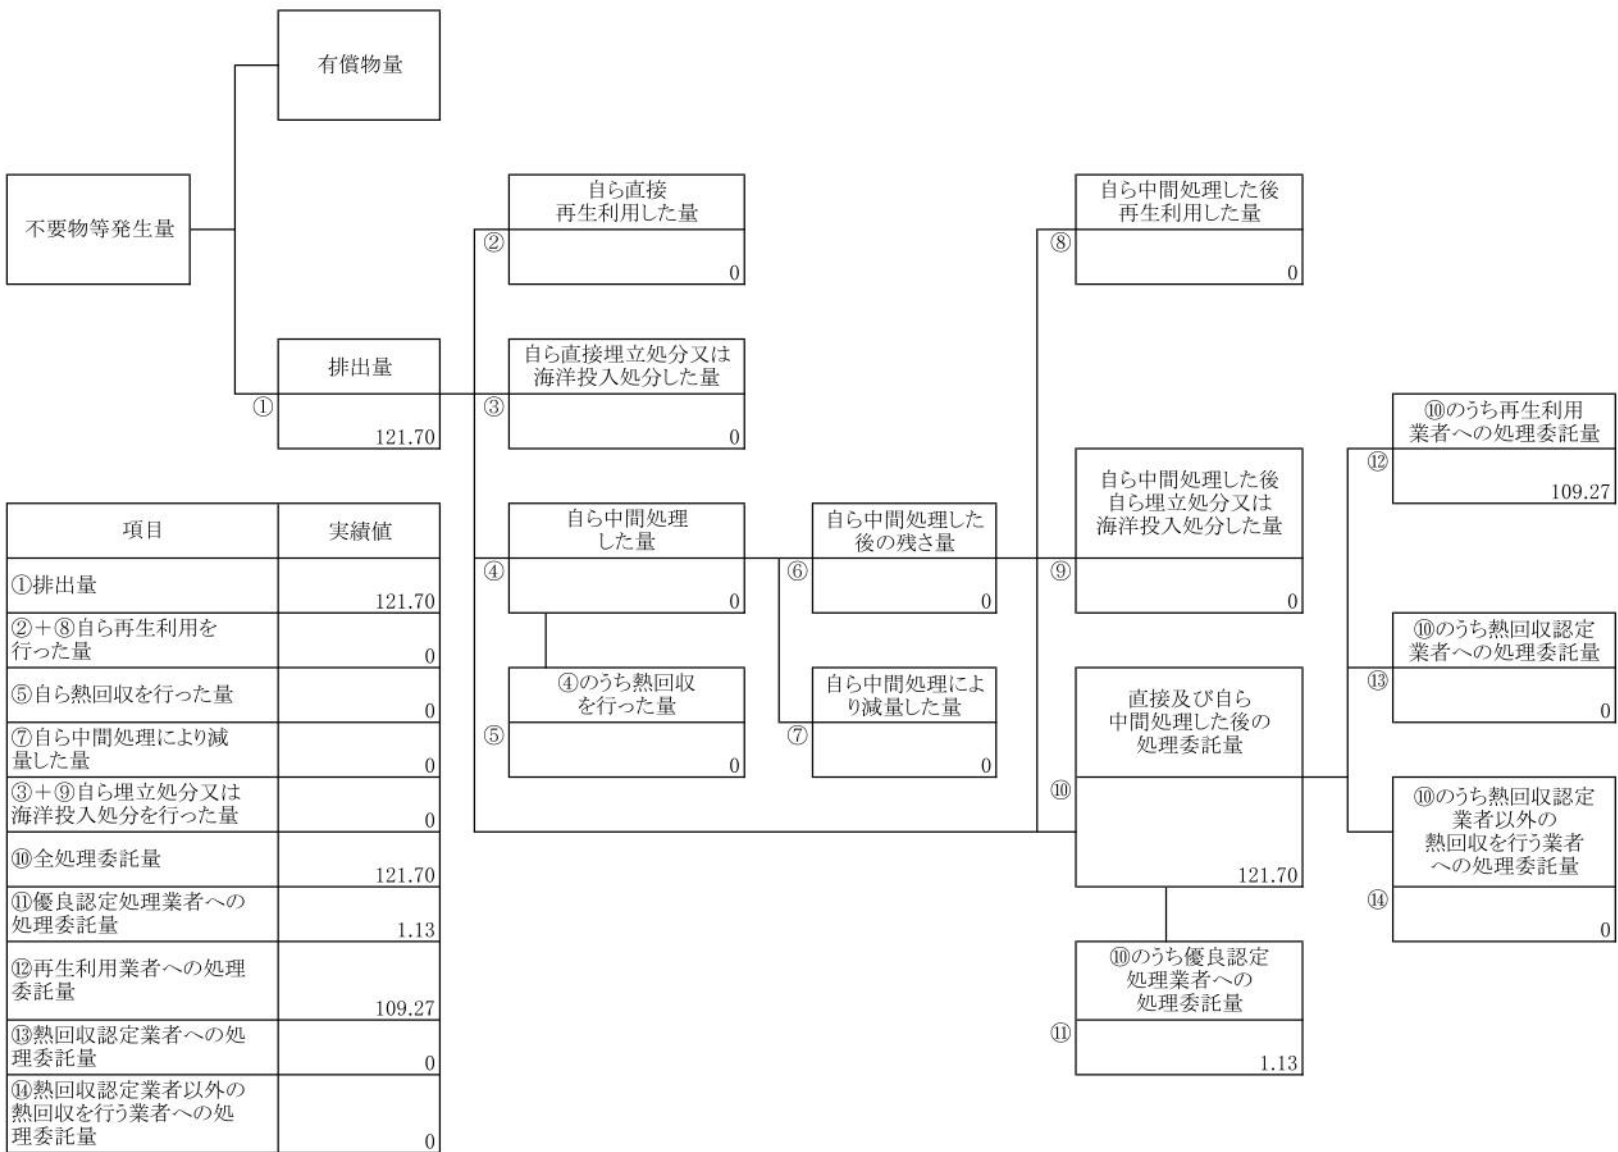 有償物量
不要物等発生量
排出量
①
121.70
自ら直接
再生利用した量
②
0
自ら直接埋立処分又は
海洋投入処分した量
③
0
自ら中間処理
した量
④
0
④のうち熱回収
を行った量
⑤
0
自ら中間処理した
後の残さ量
⑥
0
自ら中間処理によ
り減量した量
⑦
0
自ら中間処理した後
再生利用した量
⑧
0
自ら中間処理した後
自ら埋立処分又は
海洋投入処分した量
⑨
0
直接及び自ら
中間処理した後の
処理委託量
⑩
121.70
⑩のうち優良認定
処理業者への
処理委託量
⑪
1.13
⑩のうち再生利用
業者への処理委託量
⑫
109.27
⑩のうち熱回収認定
業者への処理委託量
⑬
0
⑩のうち熱回収認定
業者以外の
熱回収を行う業者
への処理委託量
⑭
0
項目 実績値
①排出量
121.70
②+⑧自ら再生利用を
行った量 0
⑤自ら熱回収を行った量
0
⑦自ら中間処理により減
量した量 0
③+⑨自ら埋立処分又は
海洋投入処分を行った量 0
⑩全処理委託量
121.70
⑪優良認定処理業者への
処理委託量 1.13
⑫再生利用業者への処理
委託量
109.27
⑬熱回収認定業者への処
理委託量 0
⑭熱回収認定業者以外の
熱回収を行う業者への処
理委託量 0